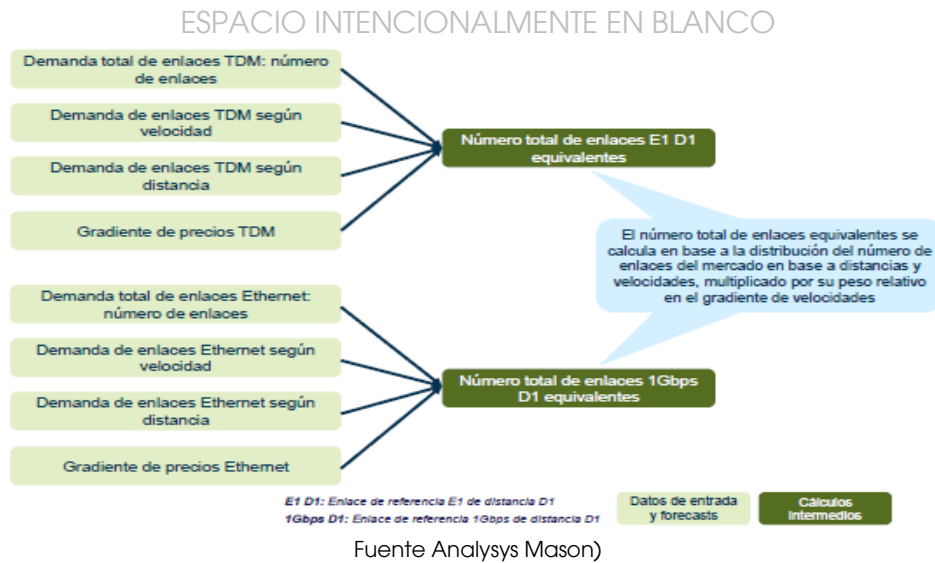 ESPACIO INTENCIONALMENTE EN BLANCO
Demanda total de enlaces TDM: número
de enlaces
Demanda de enlaces TDM según
velocidad
Demanda de enlaces TDM según
distancia
Gradiente de precios TDM
Número total de enlaces E1 D1
equivalentes
El número total de enlaces equivalentes se
calcula en base a la distribución del número de
enlaces del mercado en base a distancias y
velocidades, multiplicado por su peso relativo
en el gradiente de velocidades
Demanda total de enlaces Ethernet:
número de enlaces
Demanda de enlaces Ethernet según
velocidad
Demanda de enlaces Ethernet según
distancia
Gradiente de precios Ethernet
Número total de enlaces 1Gbps
D1 equivalentes
E1 D1: Enlace de referencia E1 de distancia D1
1Gbps D1: Enlace de referencia 1Gbps de distancia D1
Datos de entrada
y forecasts
Cálculos
Intermedios
Fuente Analysys Mason)